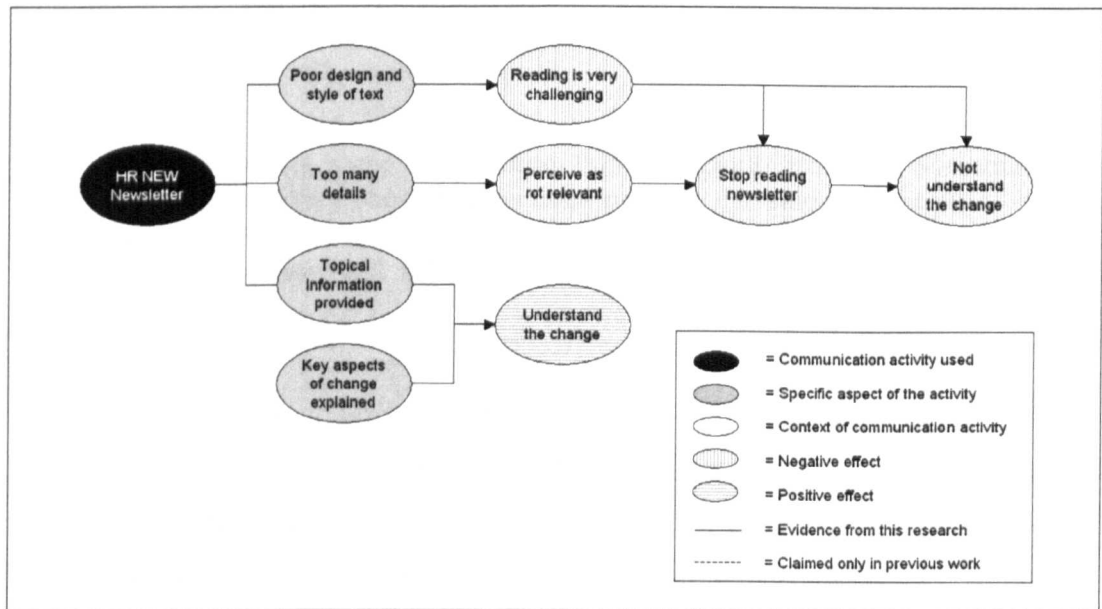 Poor design and
style of text
Reading is very
challenging
HR NEW
Newsletter
Too many
details
Perceive as
rot relevant
Stop reading
newsletter
Not
understand
the change
Topical
information
provided
Understand
the change
Key aspects
of change
explained
= Communication activity used
= Specific aspect of the activity
= Context of communication activity
= Negative effect
= Positive effect
= Evidence from this research
= Claimed only in previous work